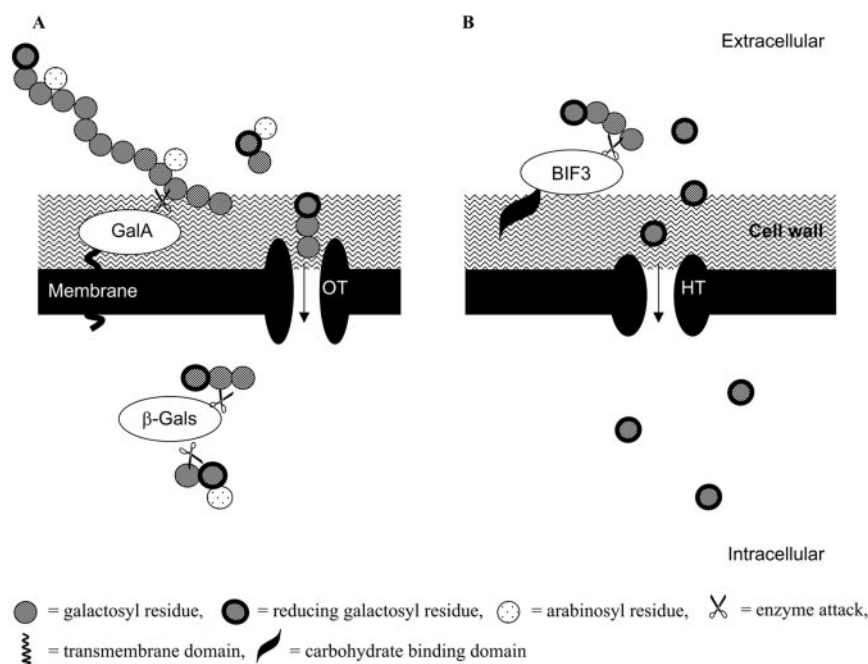 A
B
Extracellular
BIF3
GalA
Cell wall
Membrane
OT
HT
β-Gals
Intracellular
= galactosyl residue, = reducing galactosyl residue, = arabinosyl residue, = enzyme attack,
= transmembrane domain, = carbohydrate binding domain